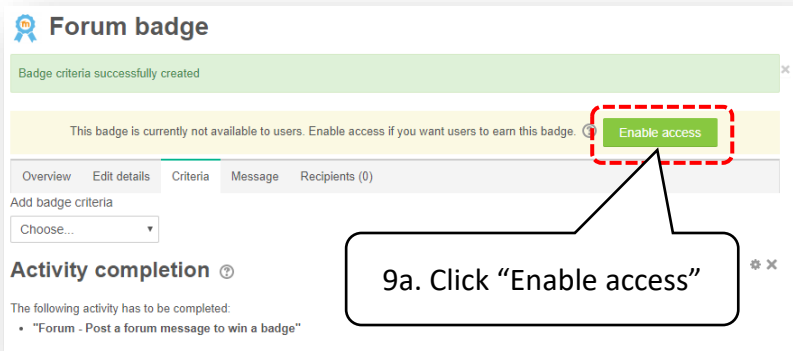 Forum badge
Badge criteria successfully created
This badge is currently not available to users. Enable access if you want users to earn this badge.
Enable access
Overview Edit details Criteria Message Recipients (0)
Add badge criteria
Choose...
Activity completion
9a. Click “Enable access”
The following activity has to be completed:
• "Forum - Post a forum message to win a badge"